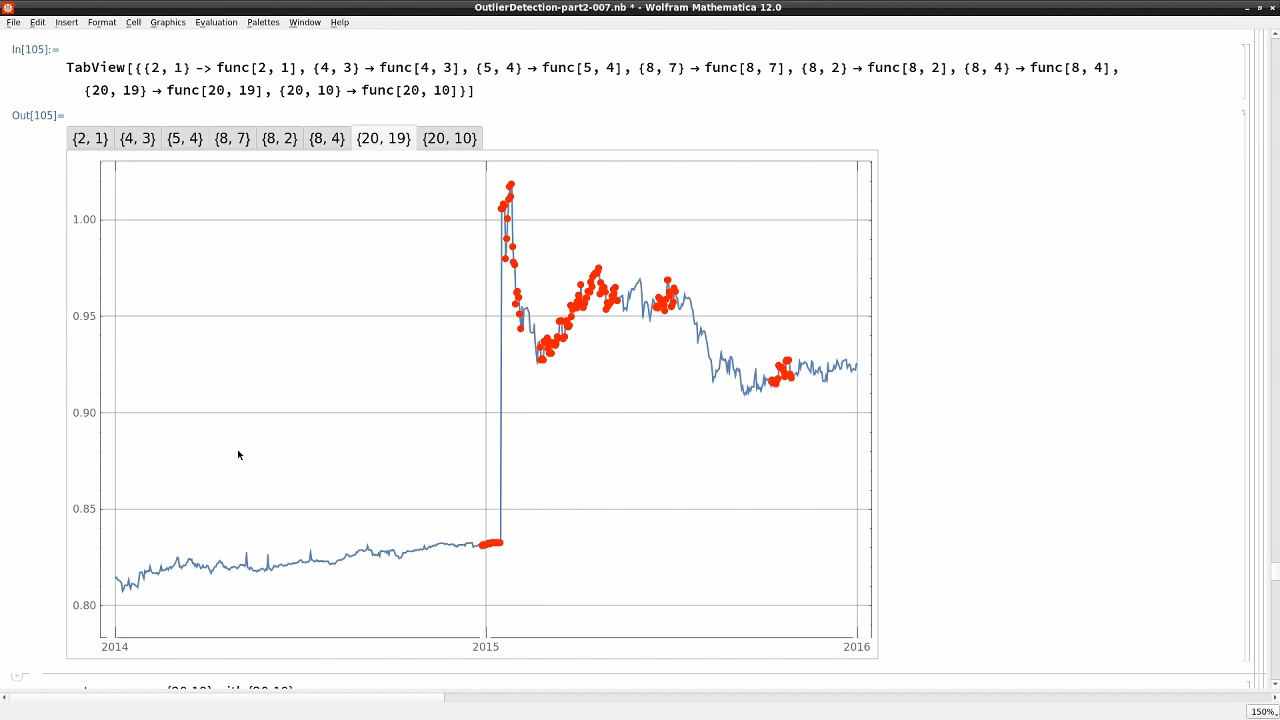 OutlierDetection-part2-007.nb * - Wolfram Mathematica 12.0
File Edit Insert Format Cell Graphics Evaluation Palettes Window Help
In[105]:=
TabView[{{2, 1} -> func[2, 1], {4, 3} → func[4, 3], {5, 4} → func[5, 4], {8, 7} → func[8, 7], {8, 2} → func[8, 2], {8, 4} → func[8, 4],
{20, 19} → func[20, 19], {20, 10} → func[20, 10]}]
Out[105]=
{2, 1} {4, 3} {5, 4} {8, 7} {8, 2} {8, 4} {20, 19} {20, 10}
1.00
0.95
0.90
0.85
0.80
2014 2015 2016
150%